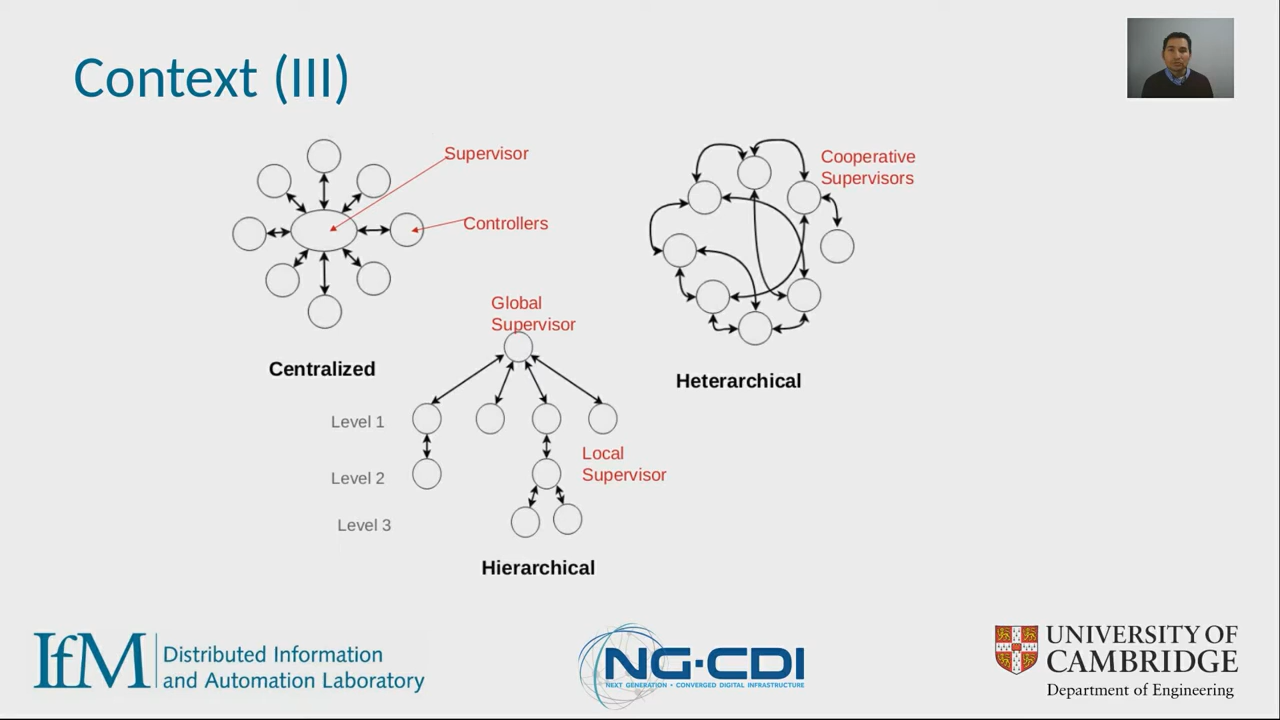 Context (III)
Supervisor
Controllers
Centralized
Cooperative
Supervisors
Heterarchical
Global
Supervisor
Level 1
Local
Supervisor
Level 2
Level 3
Hierarchical
IfM
Distributed Information
and Automation Laboratory
NG-CDI
NEXT GENERATION • CONVERGED DIGITAL INFRASTRUCTURE
UNIVERSITY OF
CAMBRIDGE
Department of Engineering